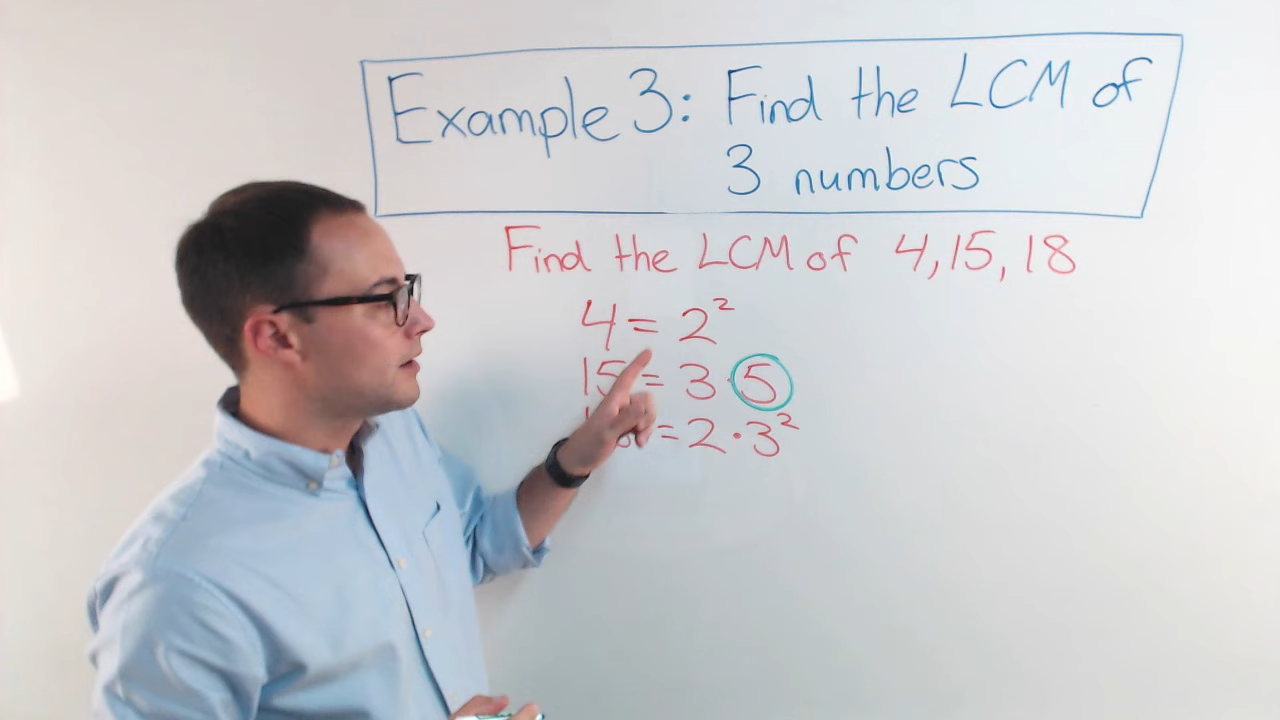 Example 3: Find the LCM of
3 numbers
Find the LCM of 4, 15, 18
4 = 2²
15 = 3 · 5
= 2 · 3²